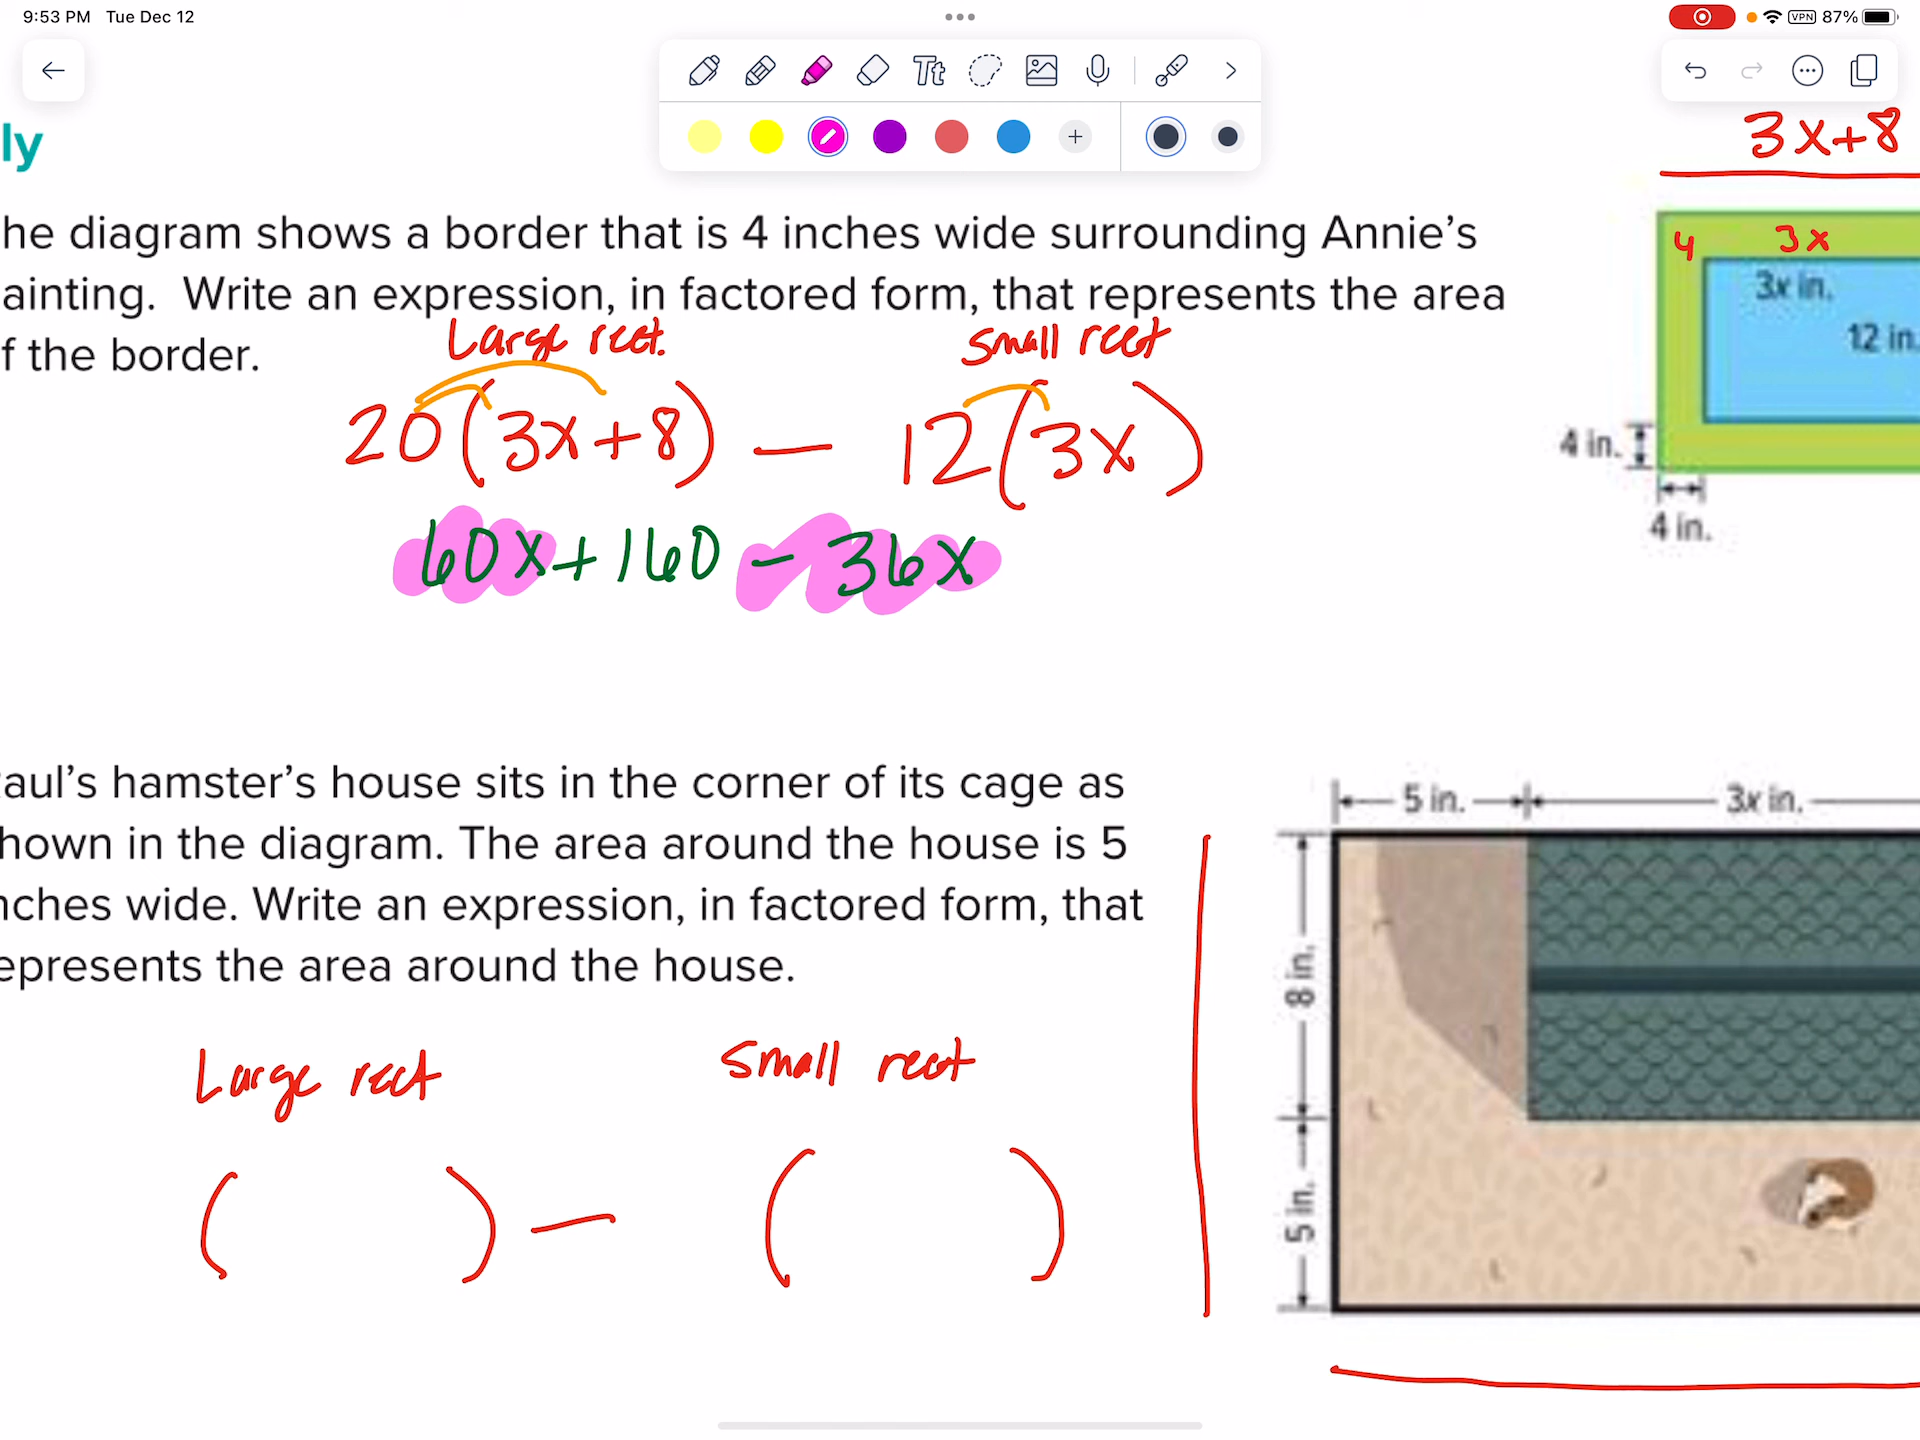 9:53 PM Tue Dec 12
VPN 87%
Tt
ly
3x+8
he diagram shows a border that is 4 inches wide surrounding Annie's
ainting. Write an expression, in factored form, that represents the area
f the border.
4 3x
3x in.
12 in.
4 in.
4 in.
Large rect. small rect
20(3x+8) — 12(3x)
60x+160 - 36x
aul's hamster's house sits in the corner of its cage as
hown in the diagram. The area around the house is 5
nches wide. Write an expression, in factored form, that
epresents the area around the house.
5 in. 3x in.
8 in.
5 in.
Large rect small rect
( ) — ( )